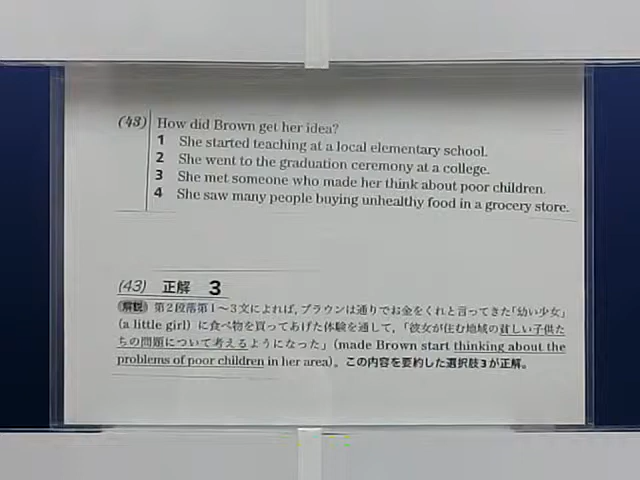 (43) How did Brown get her idea?
1 She started teaching at a local elementary school.
2 She went to the graduation ceremony at a college.
3 She met someone who made her think about poor children.
4 She saw many people buying unhealthy food in a grocery store.
(43) 正解 3
解説 第2段落第1～3文によれば，ブラウンは通りでお金をくれと言ってきた「幼い少女」
(a little girl) に食べ物を買ってあげた体験を通して，「彼女が住む地域の貧しい子供た
ちの問題について考えるようになった」(made Brown start thinking about the
problems of poor children in her area)。この内容を要約した選択肢3が正解。